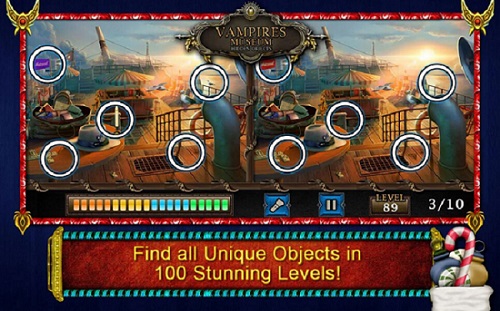 VAMPIRES
MUSEUM
LEVEL
89
3/10
Find all Unique Objects in
100 Stunning Levels!